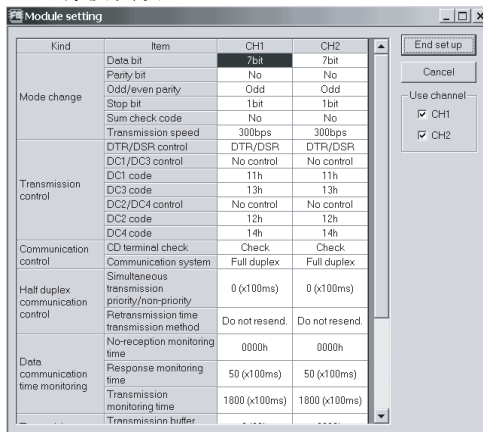 Module setting
End set up
Cancel
Use channel
CH1
CH2
Kind Item CH1 CH2
Mode change
Data bit 7bit 7bit
Parity bit No No
Odd/even parity Odd Odd
Stop bit 1bit 1bit
Sum check code No No
Transmission speed 300bps 300bps
Transmission
control
DTR/DSR control DTR/DSR DTR/DSR
DC1/DC3 control No control No control
DC1 code 11h 11h
DC3 code 13h 13h
DC2/DC4 control No control No control
DC2 code 12h 12h
DC4 code 14h 14h
Communication
control
CD terminal check Check Check
Communication system Full duplex Full duplex
Half duplex
communication
control
Simultaneous
transmission
priority/non-priority
0 (x100ms) 0 (x100ms)
Retransmission time
transmission method
Do not resend. Do not resend.
Data
communication
time monitoring
No-reception monitoring
time
0000h 0000h
Response monitoring
time
50 (x100ms) 50 (x100ms)
Transmission
monitoring time
1800 (x100ms) 1800 (x100ms)
Transmission buffer